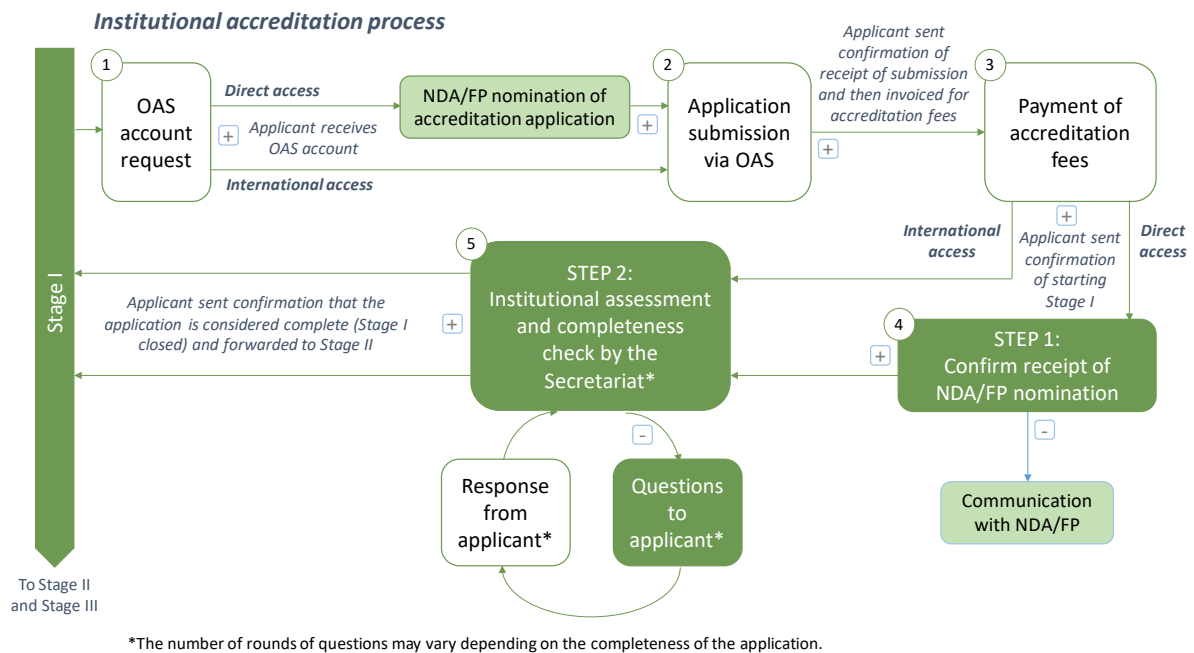 Institutional accreditation process
Stage I
To Stage II
and Stage III
1
OAS
account
request
Direct access
+
Applicant receives
OAS account
International access
NDA/FP nomination of
accreditation application
+
2
Application
submission
via OAS
Applicant sent
confirmation of
receipt of submission
and then invoiced for
accreditation fees
+
3
Payment of
accreditation
fees
International
access
+
Applicant sent
confirmation
of starting
Stage I
Direct
access
4
STEP 1:
Confirm receipt of
NDA/FP nomination
+
-
Communication
with NDA/FP
5
STEP 2:
Institutional assessment
and completeness
check by the
Secretariat*
Applicant sent confirmation that the
application is considered complete (Stage I
closed) and forwarded to Stage II
+
-
Questions
to
applicant*
Response
from
applicant*
*The number of rounds of questions may vary depending on the completeness of the application.